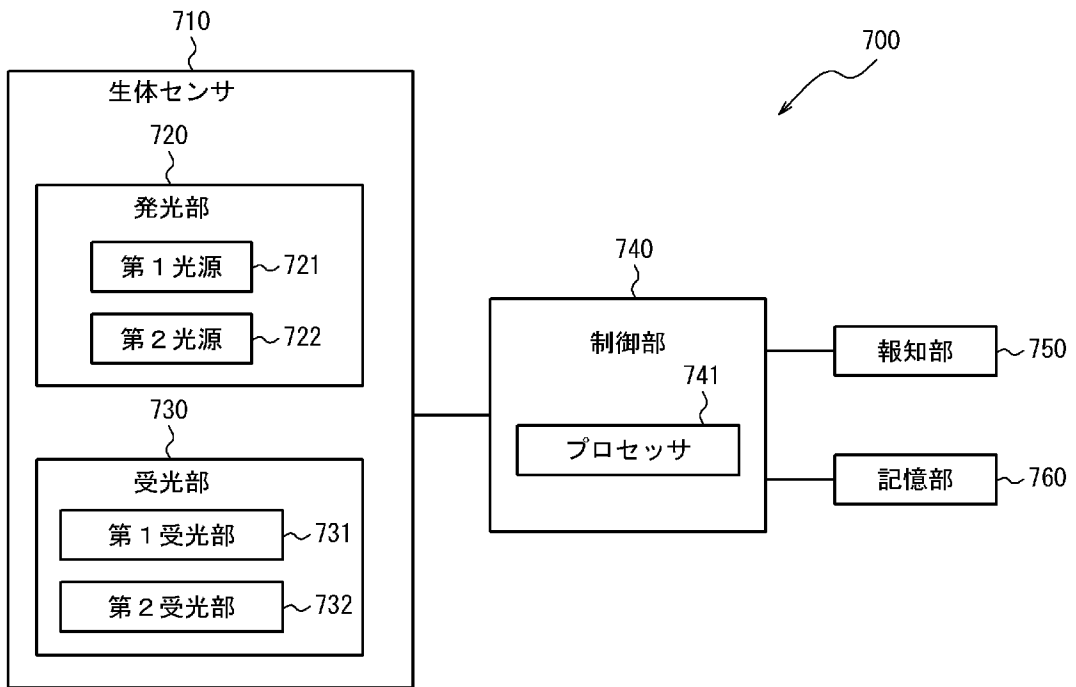 710
生体センサ
720
発光部
第１光源
721
第２光源
722
730
受光部
第１受光部
731
第２受光部
732
700
740
制御部
741
プロセッサ
報知部
750
記憶部
760